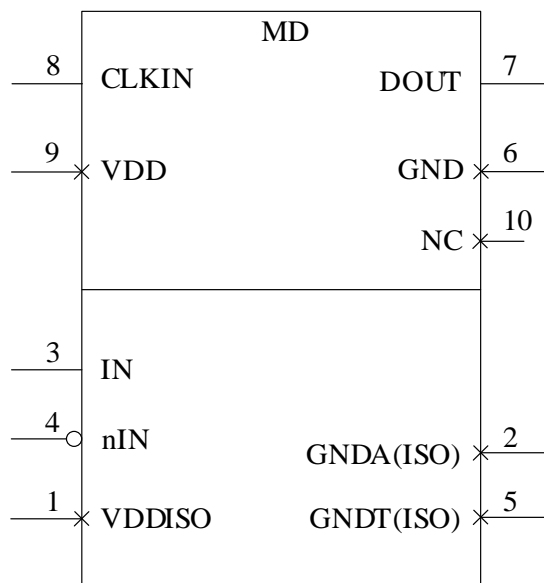 MD
8 CLKIN DOUT 7
9 VDD GND 6
NC 10
3 IN
4 nIN
GNDA(ISO) 2
1 VDDISO GNDT(ISO) 5